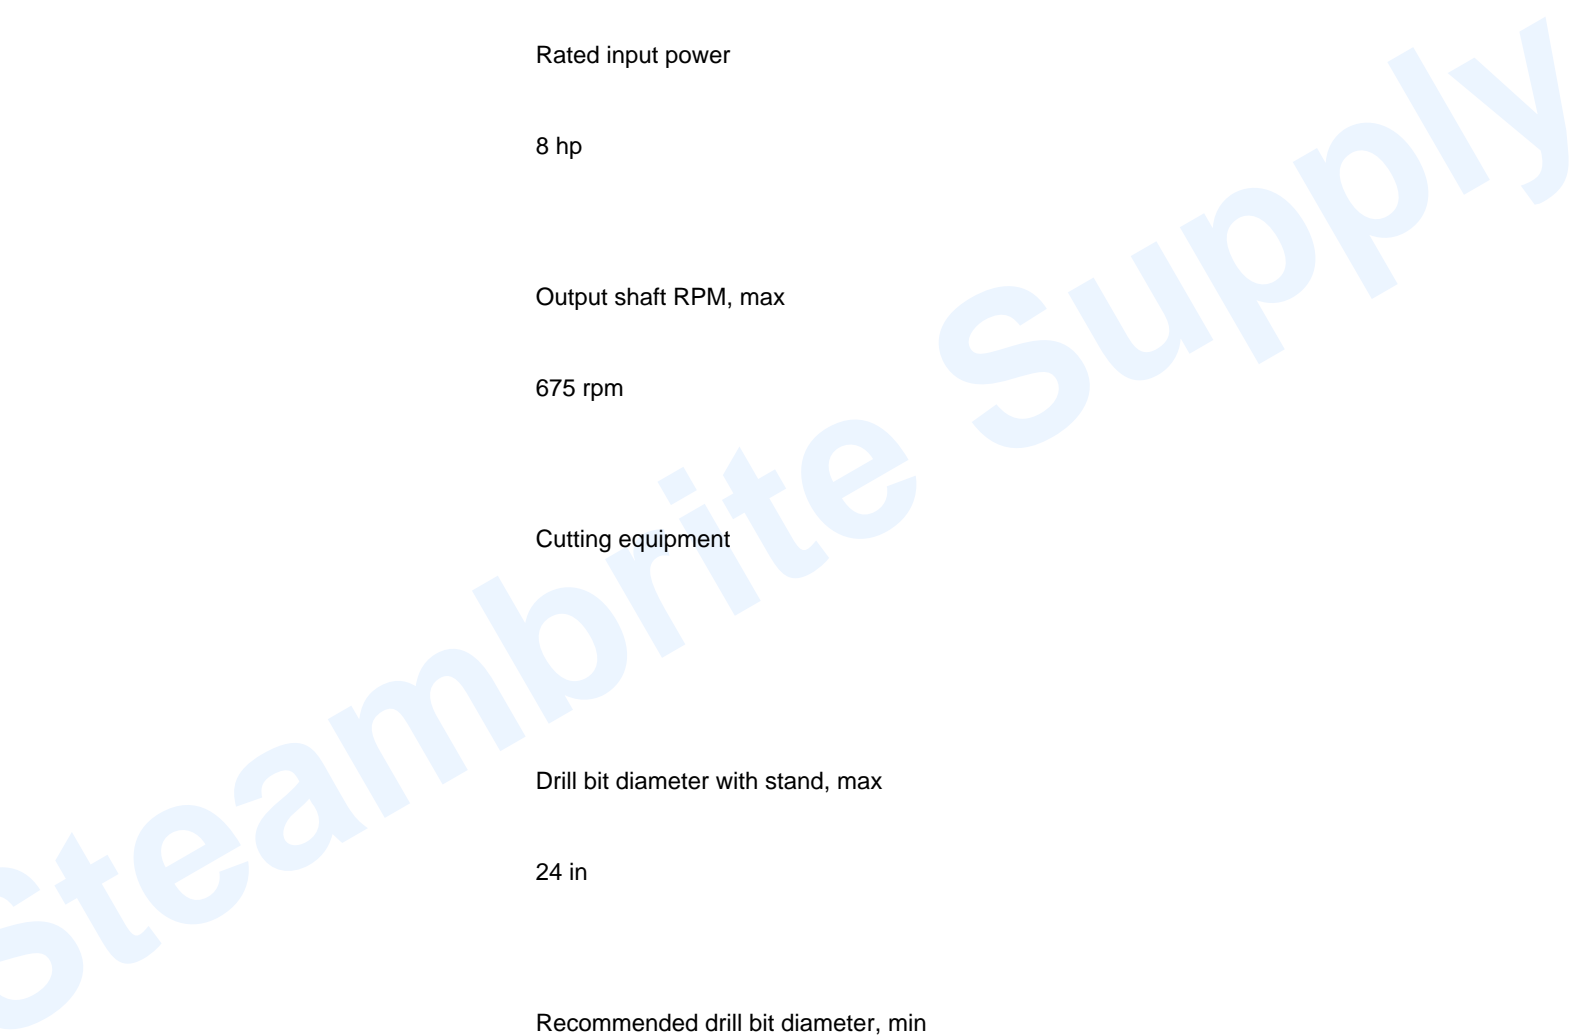 Rated input power
8 hp
Output shaft RPM, max
675 rpm
Cutting equipment
Drill bit diameter with stand, max
24 in
Recommended drill bit diameter, min
Steambrite Supply